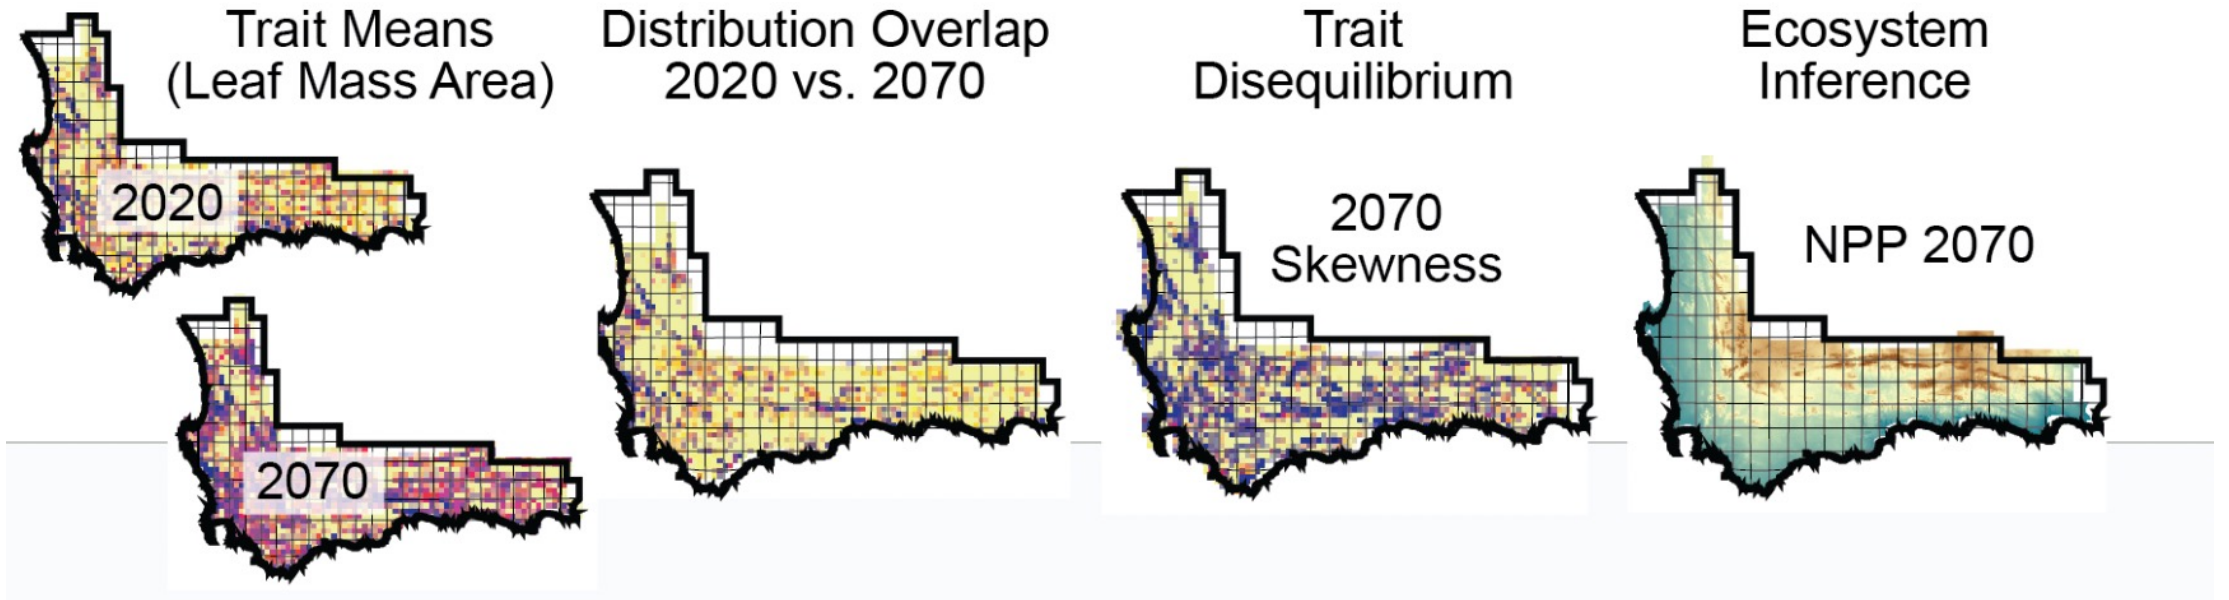 Trait Means
(Leaf Mass Area)
2020
2070
Distribution Overlap
2020 vs. 2070
Trait
Disequilibrium
2070
Skewness
Ecosystem
Inference
NPP 2070